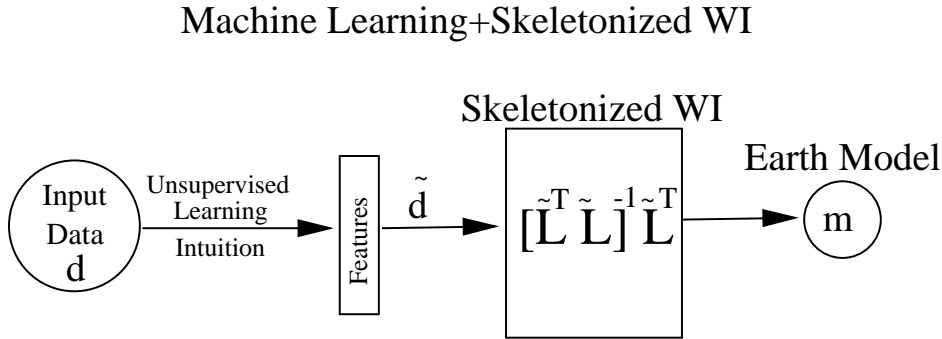 Machine Learning+Skeletonized WI
Skeletonized WI
Earth Model
Input
Data
d
Unsupervised
Learning
Intuition
Features
d̃
[L̃ᵀ L̃]⁻¹ L̃ᵀ
m